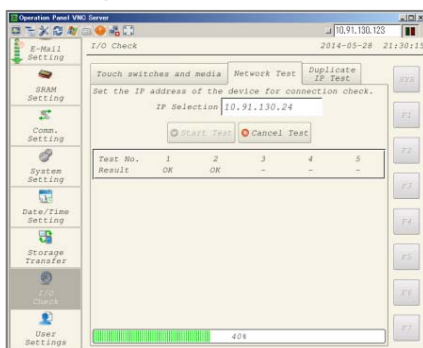 Operation Panel VNC Server
10.91.130.123
I/O Check 2014-05-28 21:30:15
E-Mail
Setting
SRAM
Setting
Comm.
Setting
System
Setting
Date/Time
Setting
Storage
Transfer
I/O
Check
User
Settings
Touch switches and media
Network Test
Duplicate
IP Test
Set the IP address of the device for connection check.
IP Selection 10.91.130.24
Start Test
Cancel Test
Test No. 1 2 3 4 5
Result OK OK - - -
40%
SYS
F1
F2
F3
F4
F5
F6
F7